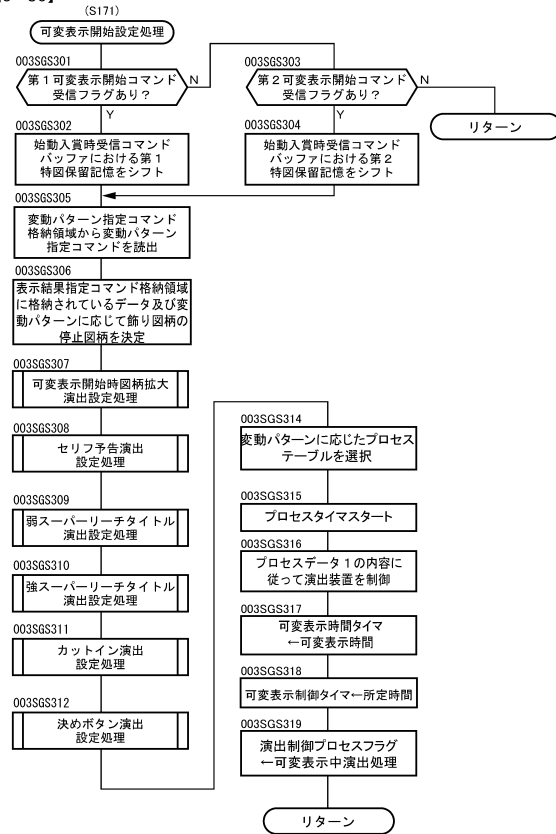 (S171)
可変表示開始設定処理
003SGS301
第1可変表示開始コマンド
受信フラグあり?
N
Y
003SGS303
第2可変表示開始コマンド
受信フラグあり?
N
Y
リターン
003SGS302
始動入賞時受信コマンド
バッファにおける第1
特図保留記憶をシフト
003SGS304
始動入賞時受信コマンド
バッファにおける第2
特図保留記憶をシフト
003SGS305
変動パターン指定コマンド
格納領域から変動パターン
指定コマンドを読出
003SGS306
表示結果指定コマンド格納領域
に格納されているデータ及び
変動パターンに応じて飾り図柄の
停止図柄を決定
003SGS307
可変表示開始時図柄拡大
演出設定処理
003SGS308
セリフ予告演出
設定処理
003SGS309
弱スーパーリーチタイトル
演出設定処理
003SGS310
強スーパーリーチタイトル
演出設定処理
003SGS311
カットイン演出
設定処理
003SGS312
決めボタン演出
設定処理
003SGS314
変動パターンに応じたプロセス
テーブルを選択
003SGS315
プロセスタイマスタート
003SGS316
プロセスデータ1の内容に
従って演出装置を制御
003SGS317
可変表示時間タイマ
←可変表示時間
003SGS318
可変表示制御タイマ←所定時間
003SGS319
演出制御プロセスフラグ
←可変表示中演出処理
リターン